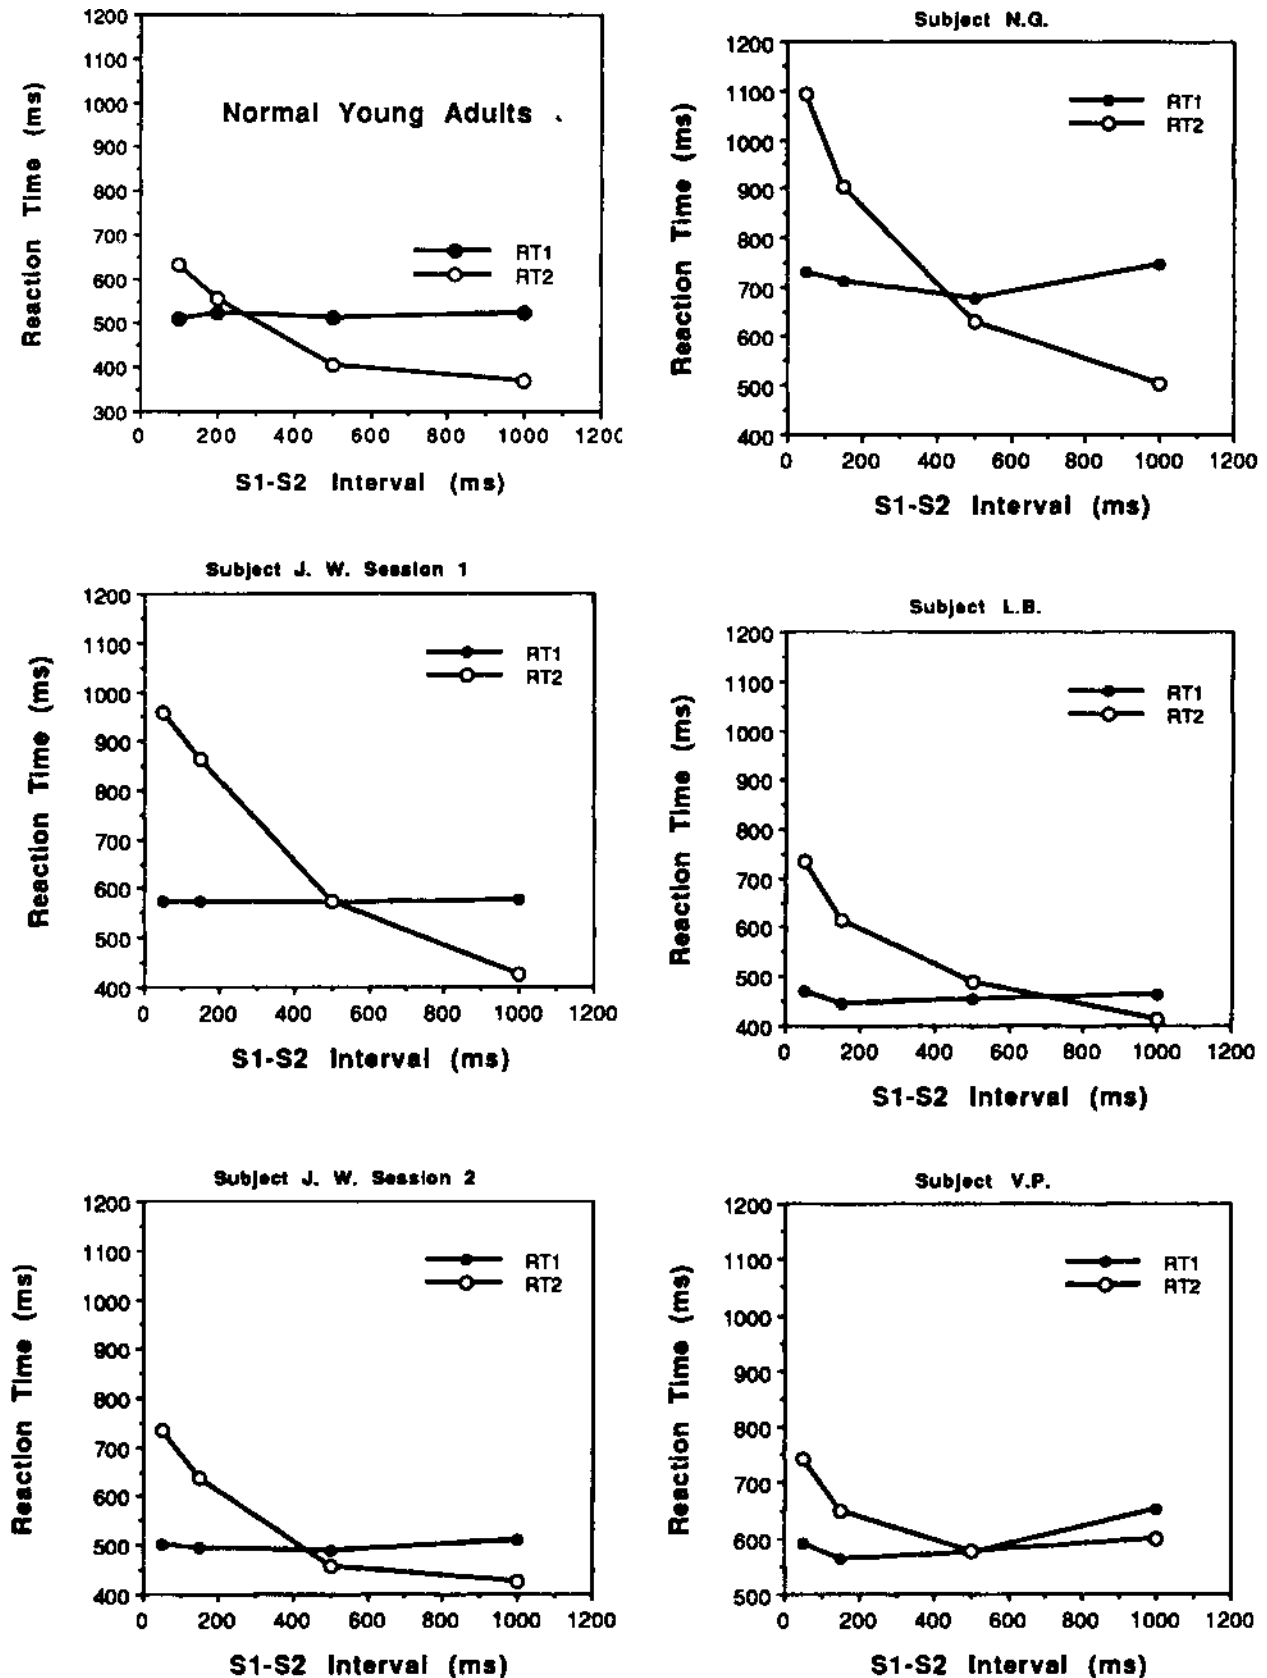 Normal Young Adults
Reaction Time (ms)
1200
1100
1000
900
800
700
600
500
400
300
RT1
RT2
0 200 400 600 800 1000 1200
S1-S2 Interval (ms)
Subject N.G.
Reaction Time (ms)
1200
1100
1000
900
800
700
600
500
400
RT1
RT2
0 200 400 600 800 1000 1200
S1-S2 Interval (ms)
Subject J. W. Session 1
Reaction Time (ms)
1200
1100
1000
900
800
700
600
500
400
RT1
RT2
0 200 400 600 800 1000 1200
S1-S2 Interval (ms)
Subject L.B.
Reaction Time (ms)
1200
1100
1000
900
800
700
600
500
400
RT1
RT2
0 200 400 600 800 1000 1200
S1-S2 Interval (ms)
Subject J. W. Session 2
Reaction Time (ms)
1200
1100
1000
900
800
700
600
500
400
RT1
RT2
0 200 400 600 800 1000 1200
S1-S2 Interval (ms)
Subject V.P.
Reaction Time (ms)
1200
1100
1000
900
800
700
600
500
RT1
RT2
0 200 400 600 800 1000 1200
S1-S2 Interval (ms)